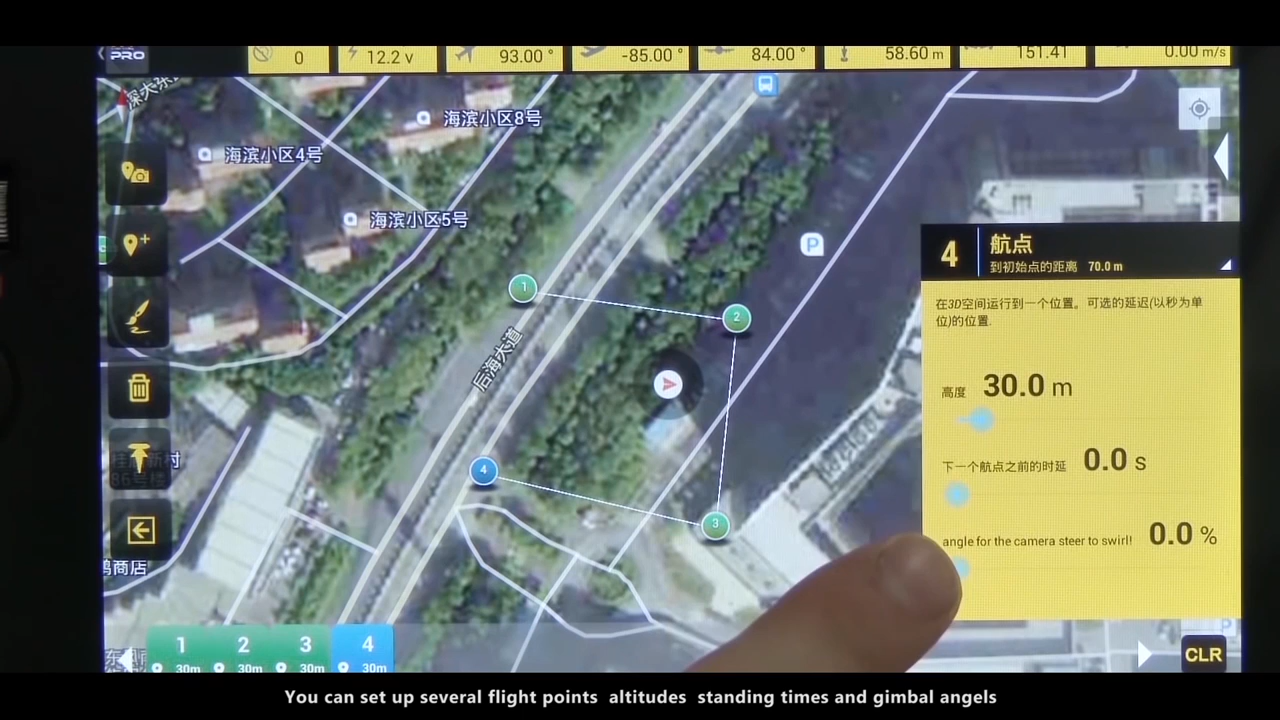 PRO
0
12.2 v
93.00 °
-85.00 °
84.00 °
58.60 m
151.41
0.00 m/s
海滨小区8号
海滨小区4号
海滨小区5号
P
1
2
后海大道
4
3
4
航点
到初始点的距离 70.0 m
在3D空间运行到一个位置。可选的延迟(以秒为单
位)的位置.
高度 30.0 m
下一个航点之前的时延 0.0 S
angle for the camera steer to swirl! 0.0 %
1 2 3 4
30m 30m 30m 30m
CLR
You can set up several flight points altitudes standing times and gimbal angels